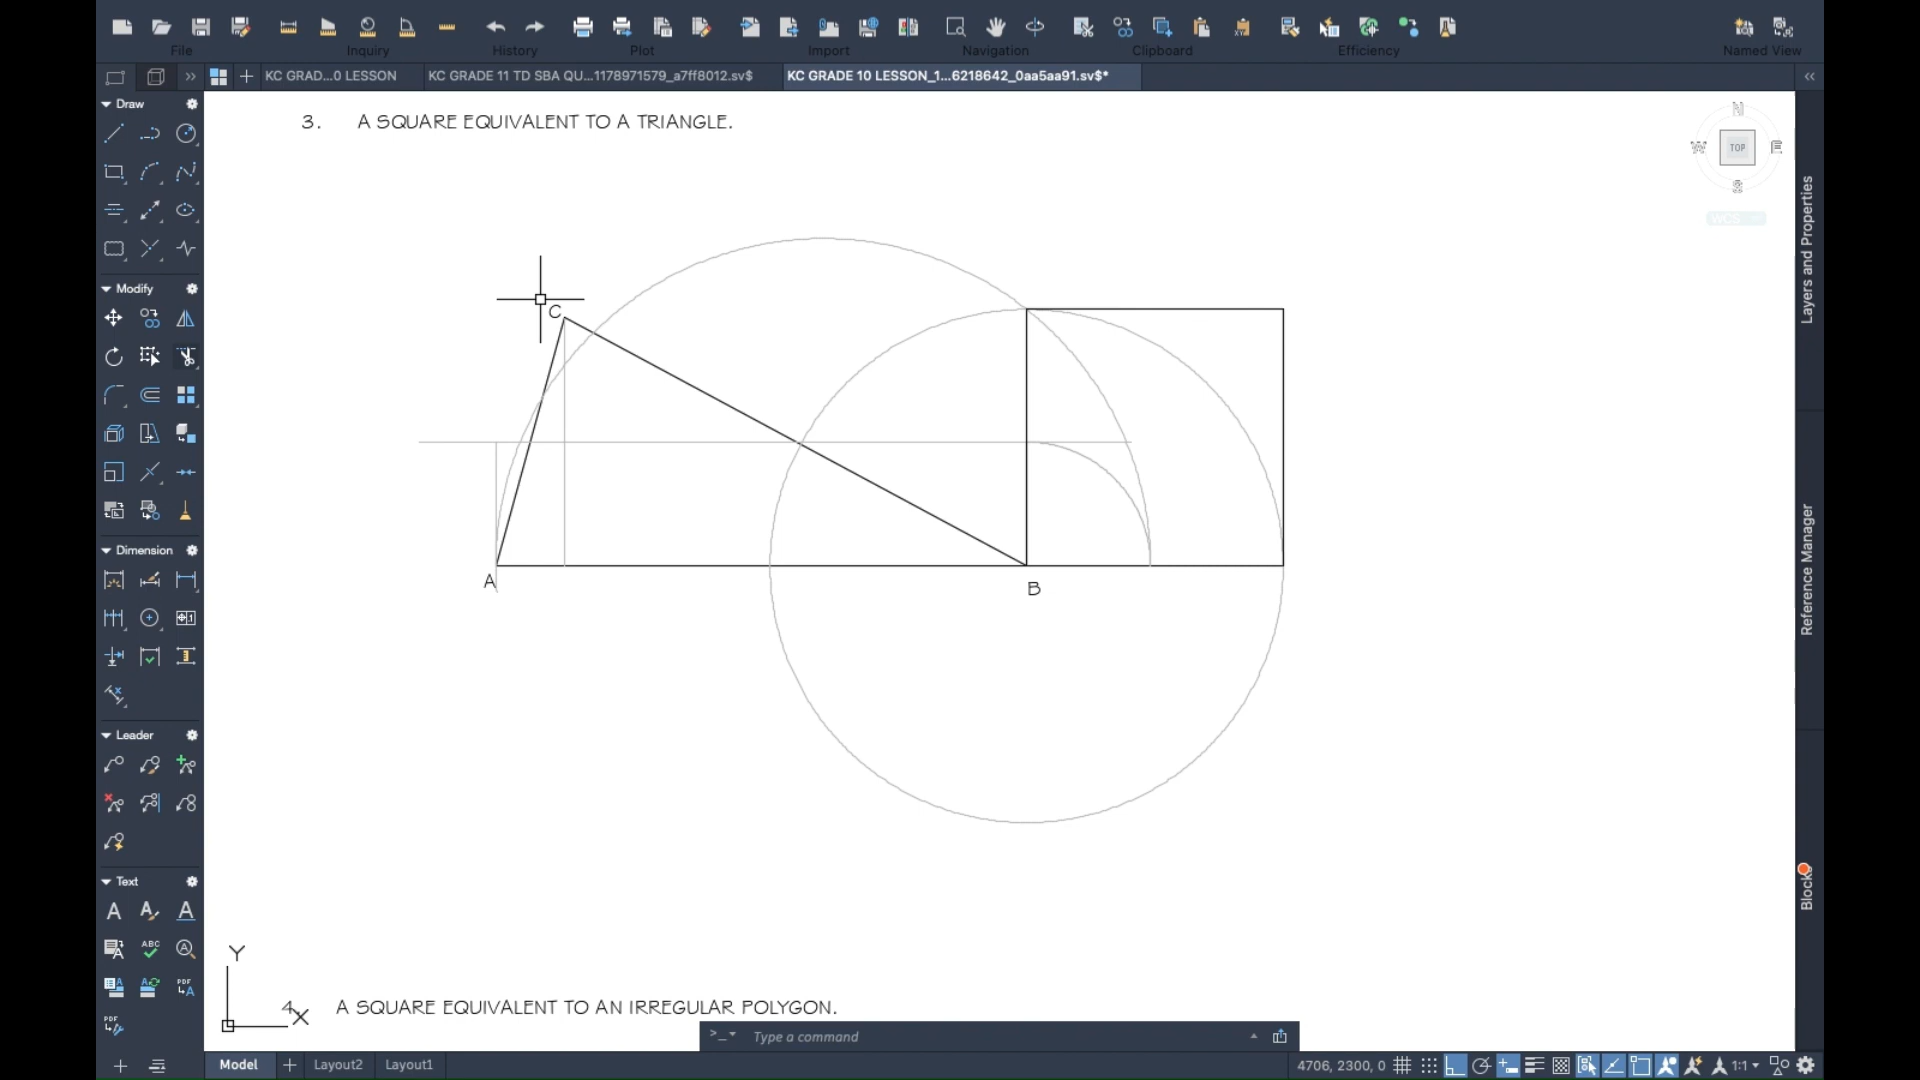 File
Inquiry
History
Plot
Import
Navigation
Clipboard
Efficiency
Named View
KC GRAD...0 LESSON
KC GRADE 11 TD SBA QU...1178971579_a7ff8012.sv$
KC GRADE 10 LESSON_1...6218642_0aa5aa91.sv$*
Draw
Modify
Dimension
Leader
Text
3. A SQUARE EQUIVALENT TO A TRIANGLE.
N
W
TOP
E
S
WCS
C
A
B
Y
X
4. A SQUARE EQUIVALENT TO AN IRREGULAR POLYGON.
Layers and Properties
Reference Manager
Blocks
>_ Type a command
Model
Layout2
Layout1
4706, 2300, 0
1:1